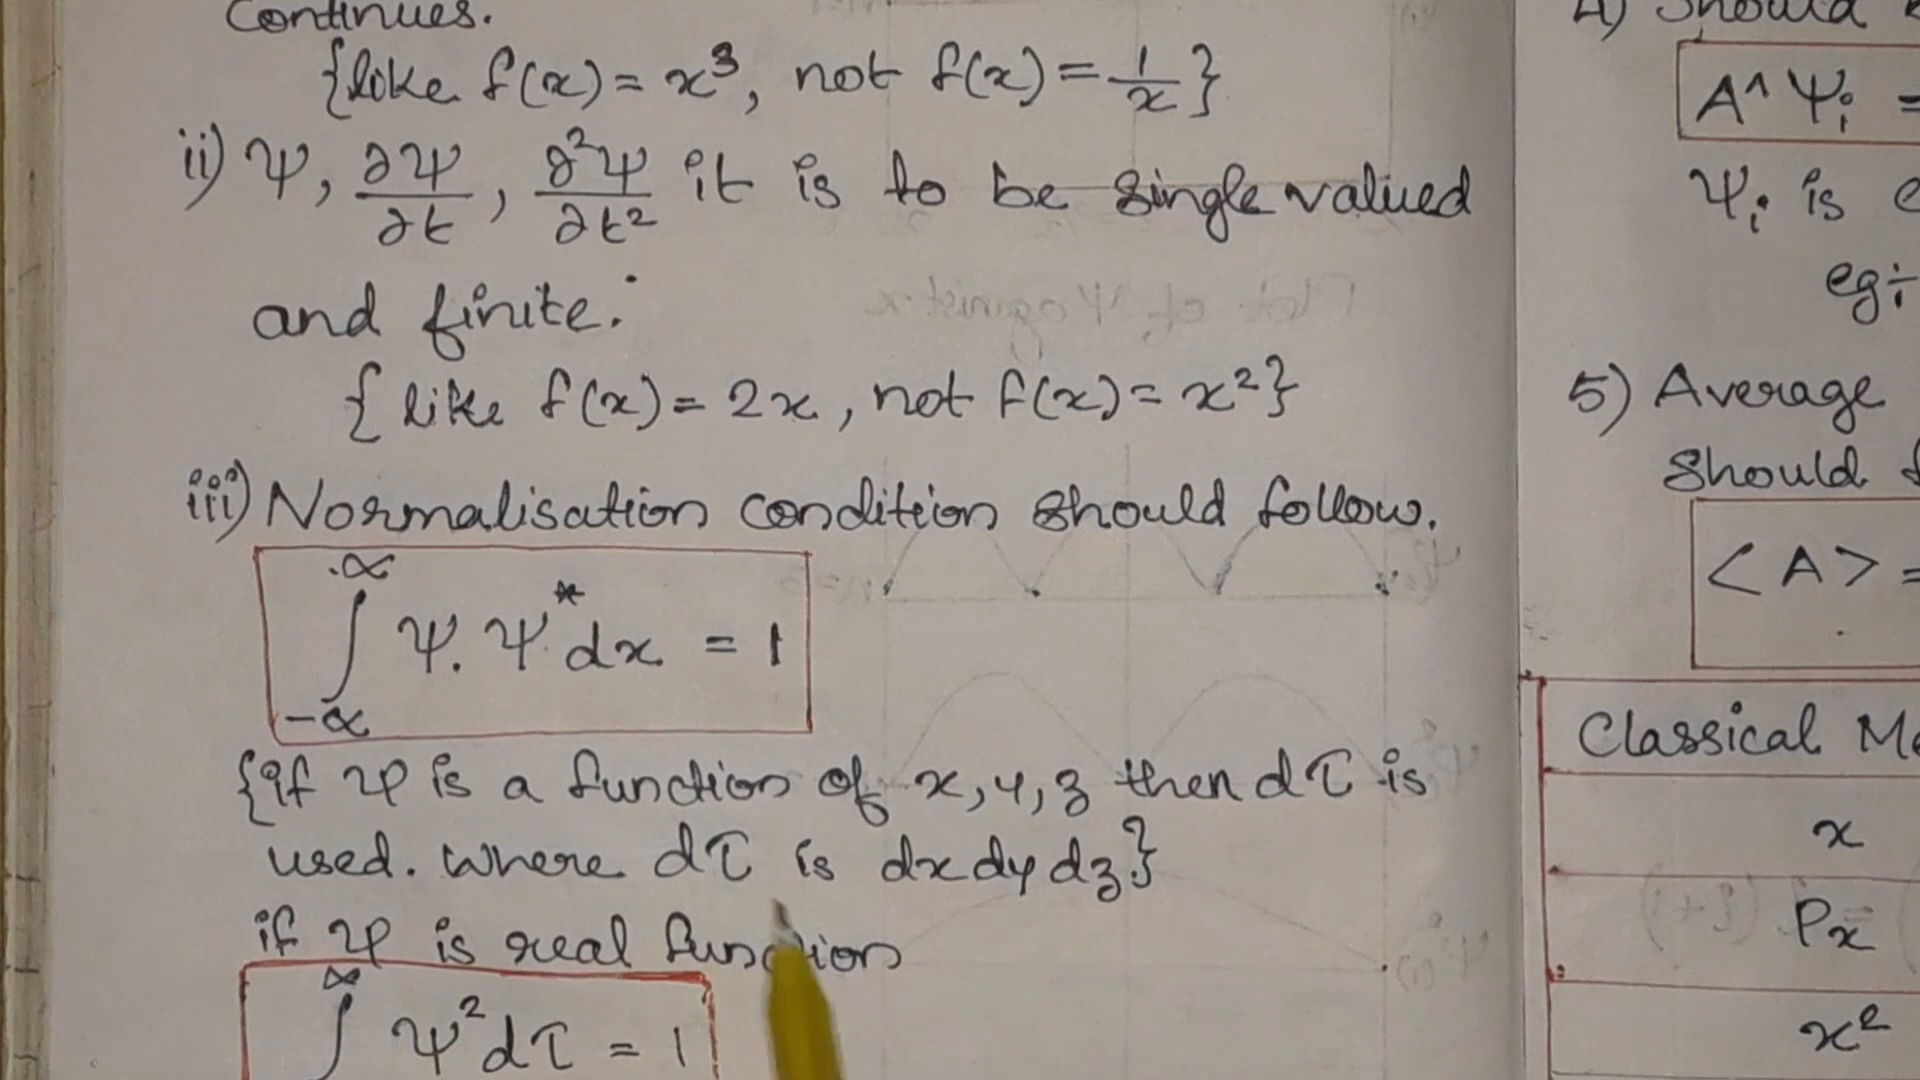 Continues.
{like f(x) = x³, not f(x) = 1/x}
ii) Ψ, ∂Ψ/∂t, ∂²Ψ/∂t² it is to be single valued
and finite.
{like f(x) = 2x, not f(x) = x²}
iii) Normalisation condition should follow.
∫_{-∝}^{∝} Ψ. Ψ* dx = 1
{if Ψ is a function of x,y,z then dτ is
used. where dτ is dx dy dz}
if Ψ is real function
∫^{∞} Ψ² dτ = 1
4) Should
A^Ψi =
Ψi is
eg:-
5) Average
should
<A> =
Classical
x
Px
x²